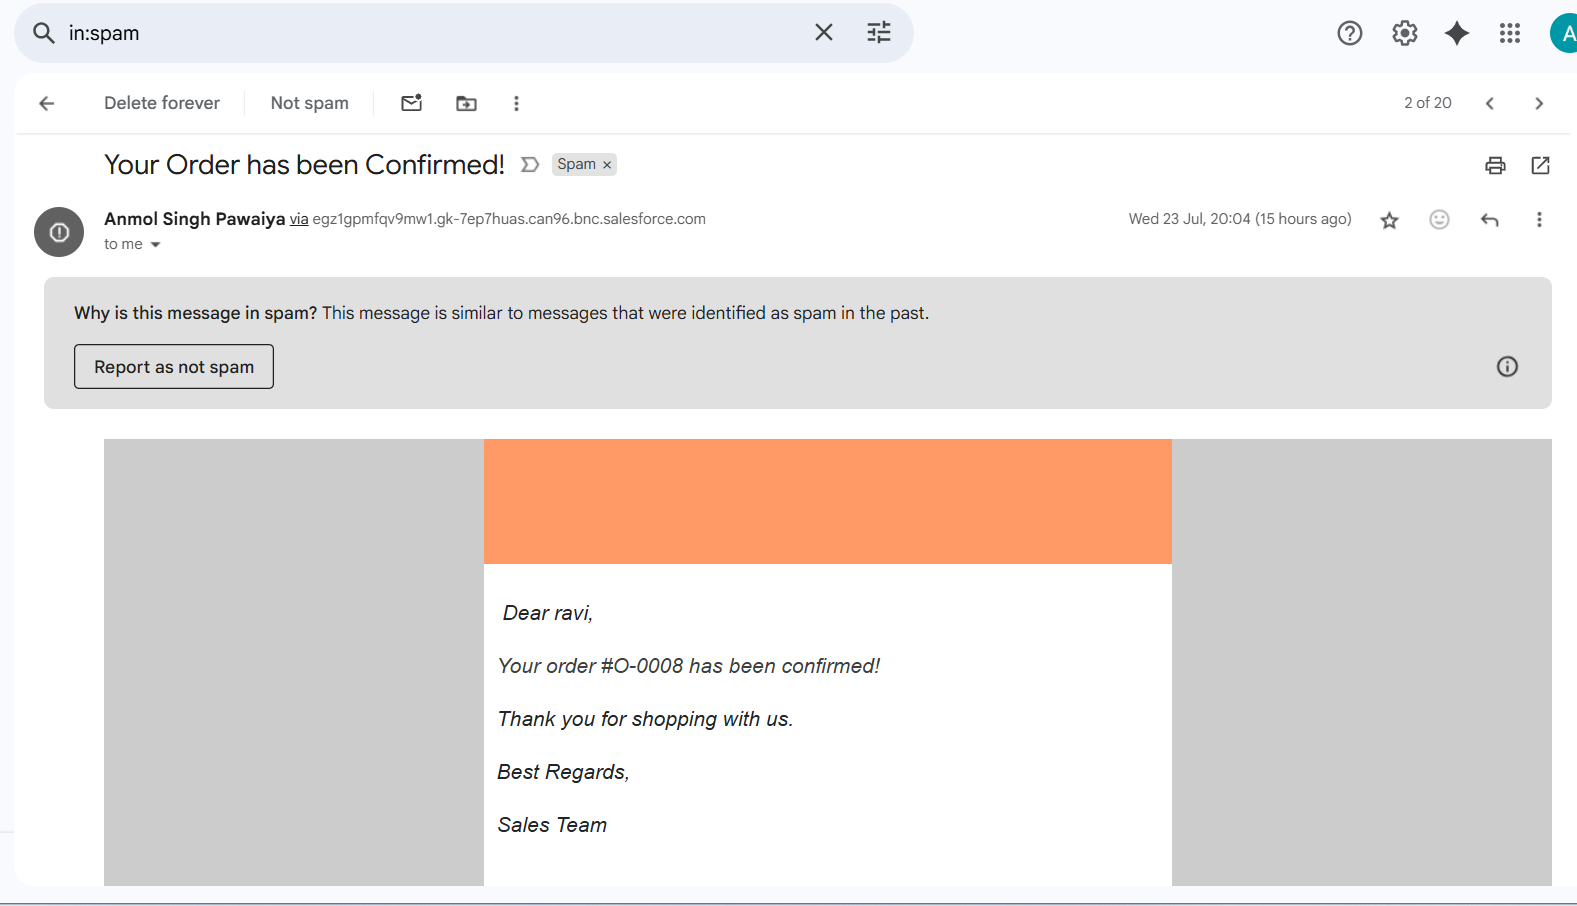 in:spam
A
Delete forever
Not spam
2 of 20
Your Order has been Confirmed!
Spam ×
Anmol Singh Pawaiya via egz1gpmfqv9mw1.gk-7ep7huas.can96.bnc.salesforce.com
Wed 23 Jul, 20:04 (15 hours ago)
to me
Why is this message in spam? This message is similar to messages that were identified as spam in the past.
Report as not spam
Dear ravi,
Your order #O-0008 has been confirmed!
Thank you for shopping with us.
Best Regards,
Sales Team